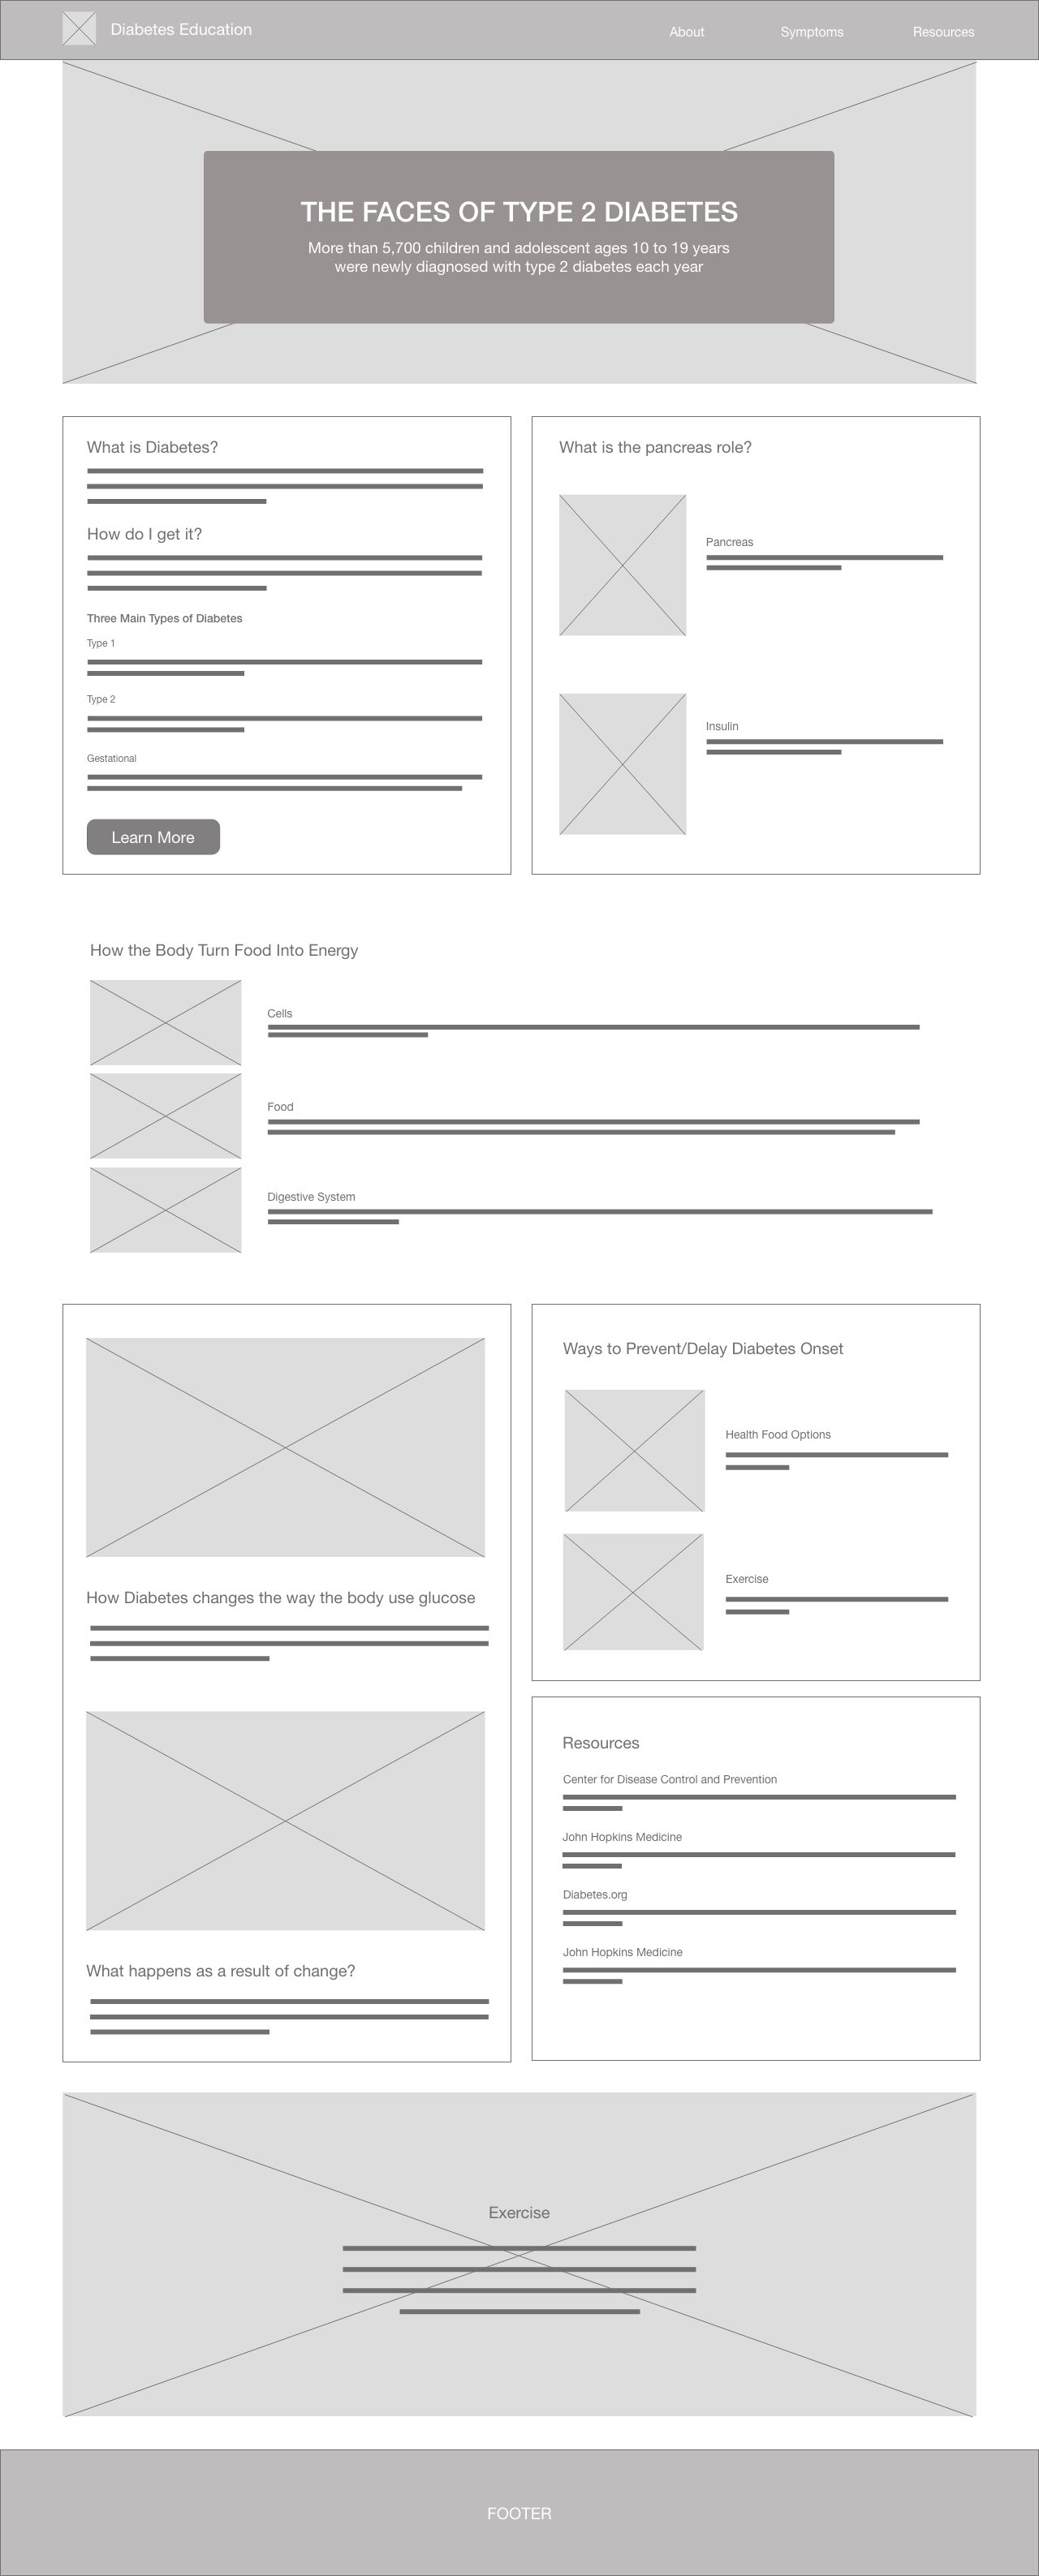 Diabetes Education
About
Symptoms
Resources
THE FACES OF TYPE 2 DIABETES
More than 5,700 children and adolescent ages 10 to 19 years
were newly diagnosed with type 2 diabetes each year
What is Diabetes?
How do I get it?
Three Main Types of Diabetes
Type 1
Type 2
Gestational
Learn More
What is the pancreas role?
Pancreas
Insulin
How the Body Turn Food Into Energy
Cells
Food
Digestive System
How Diabetes changes the way the body use glucose
What happens as a result of change?
Ways to Prevent/Delay Diabetes Onset
Health Food Options
Exercise
Resources
Center for Disease Control and Prevention
John Hopkins Medicine
Diabetes.org
John Hopkins Medicine
Exercise
FOOTER